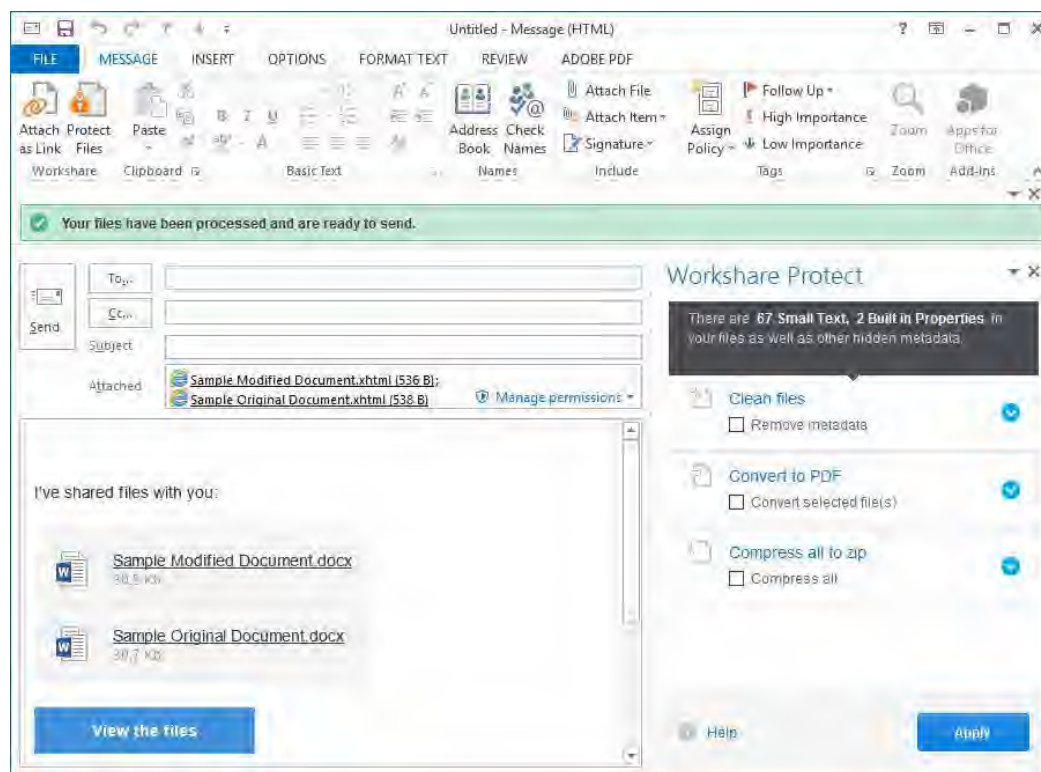 Untitled - Message (HTML)
?
FILE MESSAGE INSERT OPTIONS FORMAT TEXT REVIEW ADOBE PDF
Attach as Link
Protect Files
Workshare
Paste
Clipboard
B I U
A
Basic Text
Address Book
Check Names
Names
Attach File
Attach Item
Signature
Include
Assign Policy
Follow Up
High Importance
Low Importance
Tags
Zoom
Zoom
Apps for Office
Add-Ins
Your files have been processed and are ready to send.
Send
To...
Cc...
Subject
Attached
Sample Modified Document.xhtml (536 B);
Sample Original Document.xhtml (538 B)
Manage permissions
I've shared files with you:
Sample Modified Document.docx
30,9 Kb
Sample Original Document.docx
30,7 Kb
View the files
Workshare Protect
There are 67 Small Text, 2 Built in Properties in
your files as well as other hidden metadata.
Clean files
Remove metadata
Convert to PDF
Convert selected file(s)
Compress all to zip
Compress all
Help
Apply